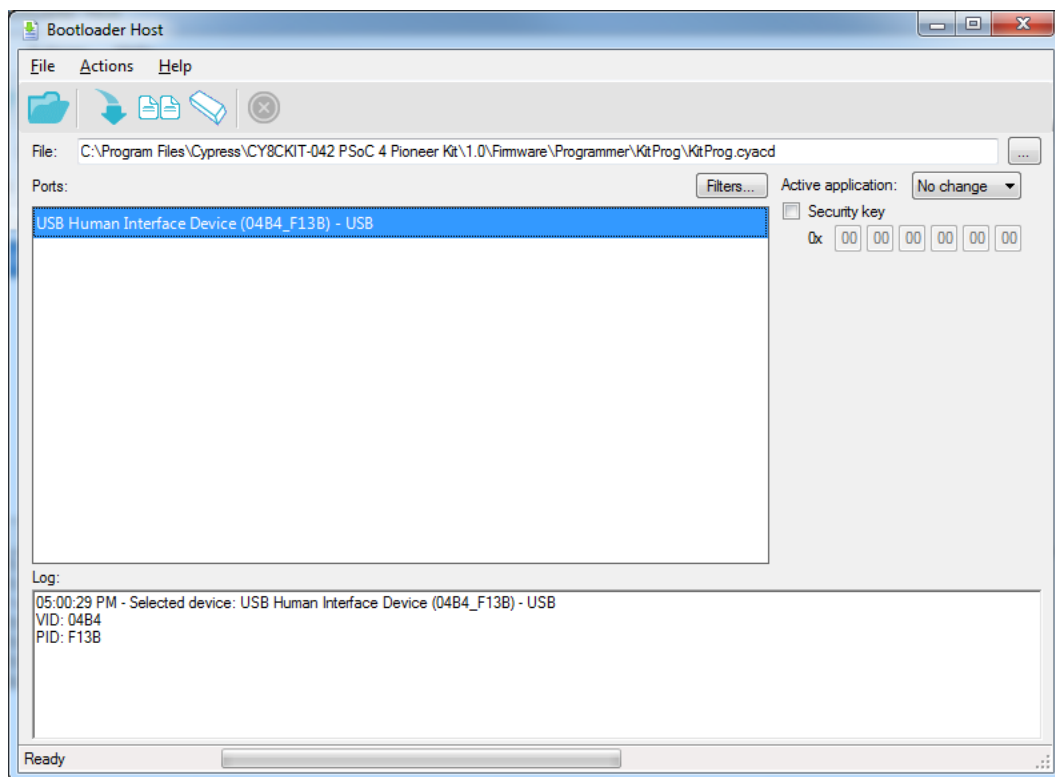 Bootloader Host
File Actions Help
File: C:\Program Files\Cypress\CY8CKIT-042 PSoC 4 Pioneer Kit\1.0\Firmware\Programmer\KitProg\KitProg.cyacd ...
Ports: Filters... Active application: No change
USB Human Interface Device (04B4_F13B) - USB
Security key
0x 00 00 00 00 00 00
Log:
05:00:29 PM - Selected device: USB Human Interface Device (04B4_F13B) - USB
VID: 04B4
PID: F13B
Ready